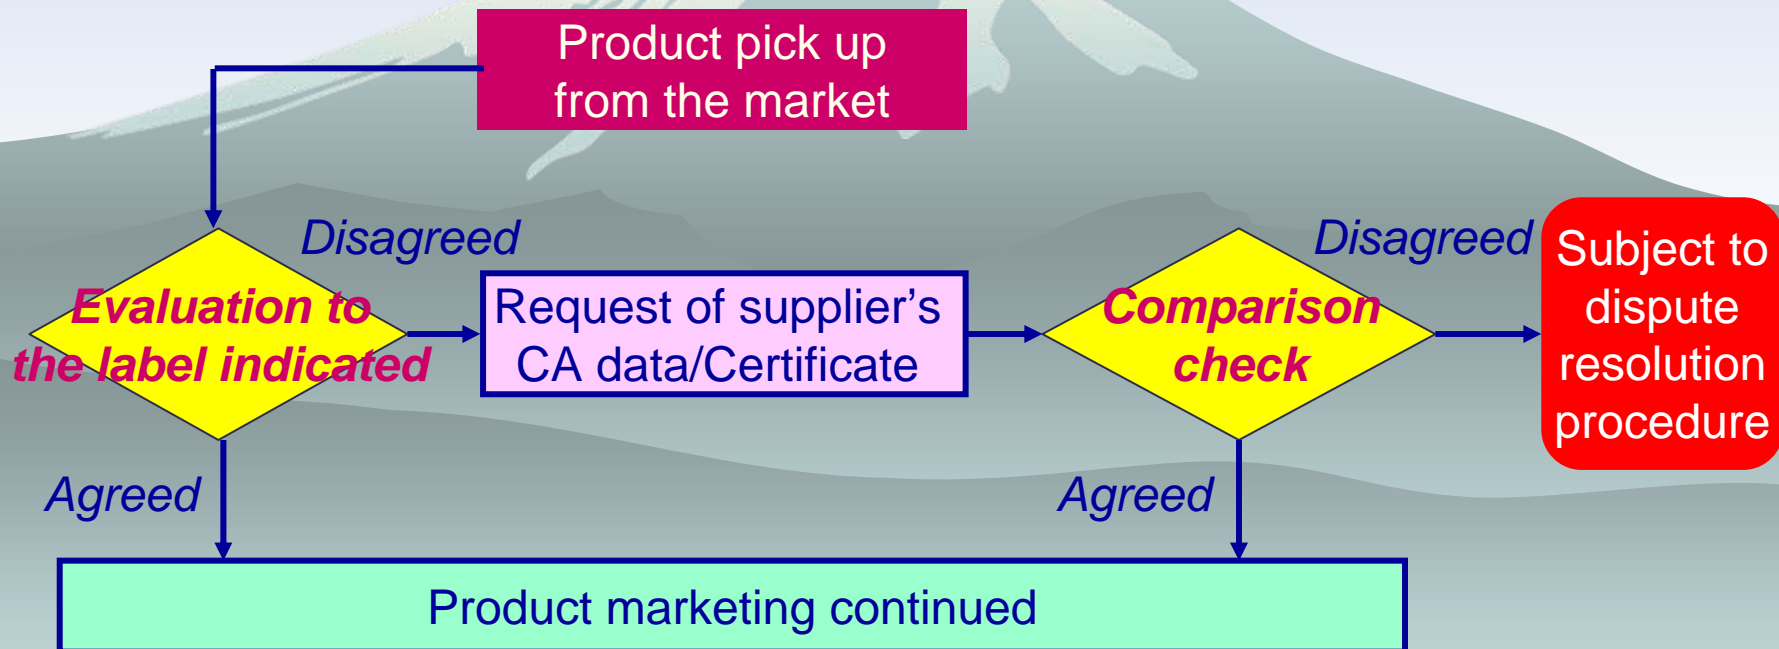 Product pick up
from the market
Disagreed
Evaluation to
the label indicated
Request of supplier’s
CA data/Certificate
Disagreed
Comparison
check
Subject to
dispute
resolution
procedure
Agreed
Agreed
Product marketing continued